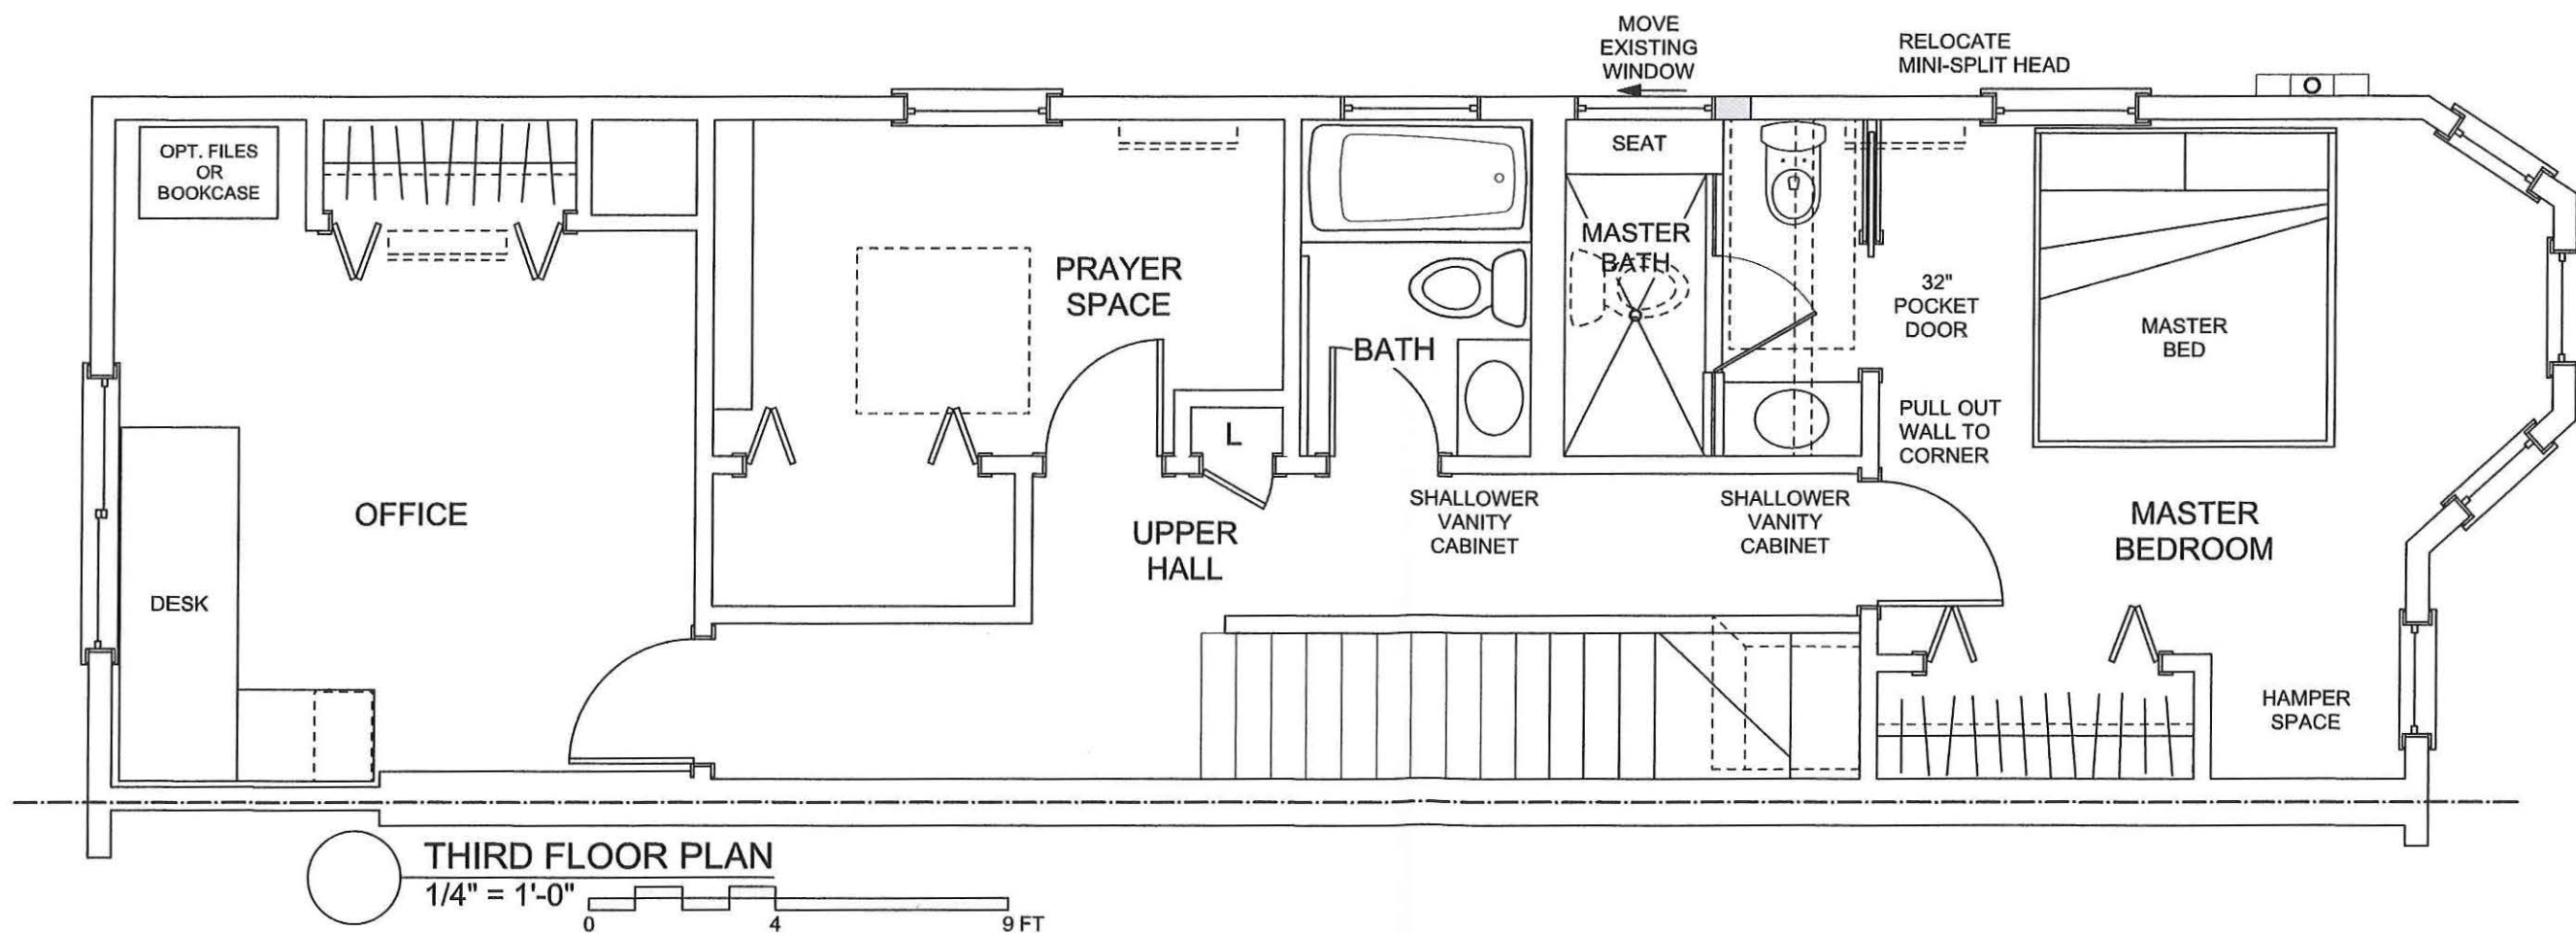 MOVE
EXISTING
WINDOW
RELOCATE
MINI-SPLIT HEAD
OPT. FILES
OR
BOOKCASE
SEAT
MASTER
BATH
PRAYER
SPACE
32"
POCKET
DOOR
MASTER
BED
BATH
L
PULL OUT
WALL TO
CORNER
OFFICE
UPPER
HALL
SHALLOWER
VANITY
CABINET
SHALLOWER
VANITY
CABINET
MASTER
BEDROOM
DESK
HAMPER
SPACE
THIRD FLOOR PLAN
1/4" = 1'-0"
0 4 9 FT